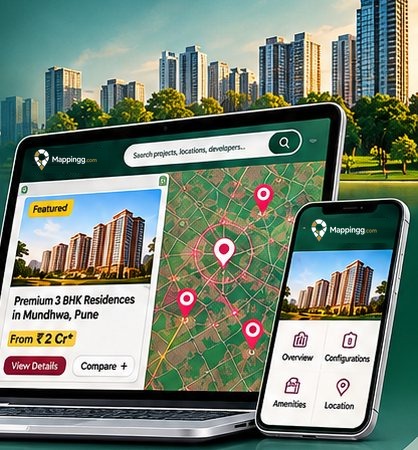 Mappingg.com
Search projects, locations, developers...
Featured
Premium 3 BHK Residences
in Mundhwa, Pune
From ₹ 2 Cr*
View Details
Compare +
Mappingg.com
Overview
Configurations
Amenities
Location